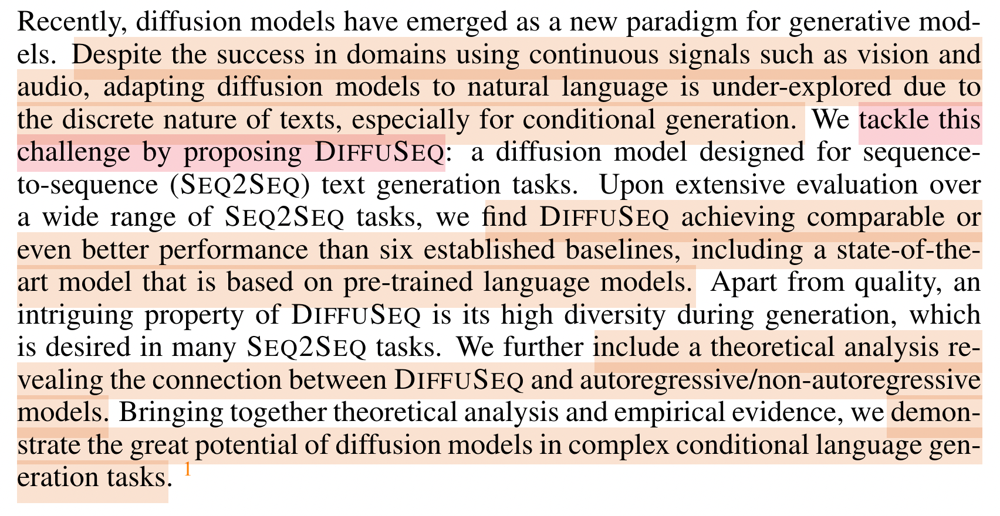 Recently, diffusion models have emerged as a new paradigm for generative mod-
els. Despite the success in domains using continuous signals such as vision and
audio, adapting diffusion models to natural language is under-explored due to
the discrete nature of texts, especially for conditional generation. We tackle this
challenge by proposing DIFFUSEQ: a diffusion model designed for sequence-
to-sequence (SEQ2SEQ) text generation tasks. Upon extensive evaluation over
a wide range of SEQ2SEQ tasks, we find DIFFUSEQ achieving comparable or
even better performance than six established baselines, including a state-of-the-
art model that is based on pre-trained language models. Apart from quality, an
intriguing property of DIFFUSEQ is its high diversity during generation, which
is desired in many SEQ2SEQ tasks. We further include a theoretical analysis re-
vealing the connection between DIFFUSEQ and autoregressive/non-autoregressive
models. Bringing together theoretical analysis and empirical evidence, we demon-
strate the great potential of diffusion models in complex conditional language gen-
eration tasks. 1